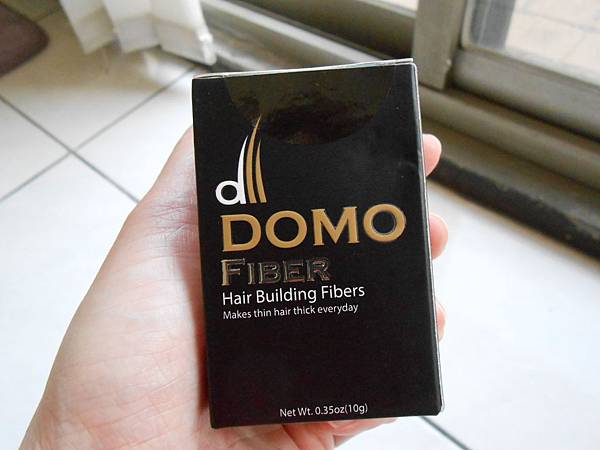 d
DOMO
FIBER
Hair Building Fibers
Makes thin hair thick everyday
Net Wt. 0.35oz(10g)